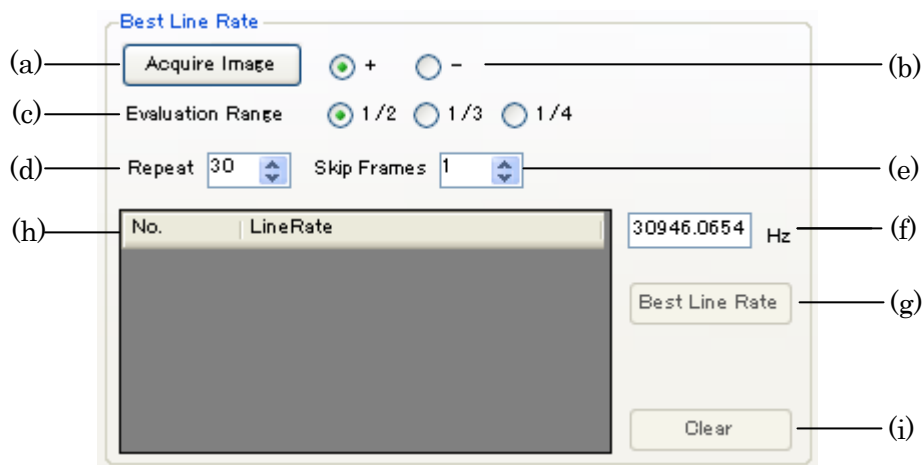 Best Line Rate
(a) Acquire Image + - (b)
(c) Evaluation Range 1/2 1/3 1/4
(d) Repeat 30 Skip Frames 1 (e)
(h) No. LineRate 30946.0654 Hz (f)
Best Line Rate (g)
Clear (i)